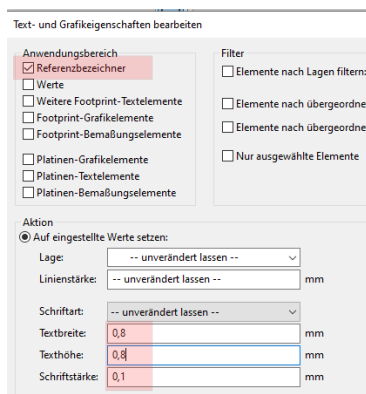 Text- und Grafikeigenschaften bearbeiten
Anwendungsbereich
Referenzbezeichner
Werte
Weitere Footprint-Textelemente
Footprint-Grafikelemente
Footprint-Bemaßungselemente
Platinen-Grafikelemente
Platinen-Textelemente
Platinen-Bemaßungselemente
Filter
Elemente nach Lagen filtern:
Elemente nach übergeordne
Elemente nach übergeordne
Nur ausgewählte Elemente
Aktion
Auf eingestellte Werte setzen:
Lage: -- unverändert lassen --
Linienstärke: -- unverändert lassen -- mm
Schriftart: -- unverändert lassen --
Textbreite: 0,8 mm
Texthöhe: 0,8 mm
Schriftstärke: 0,1 mm